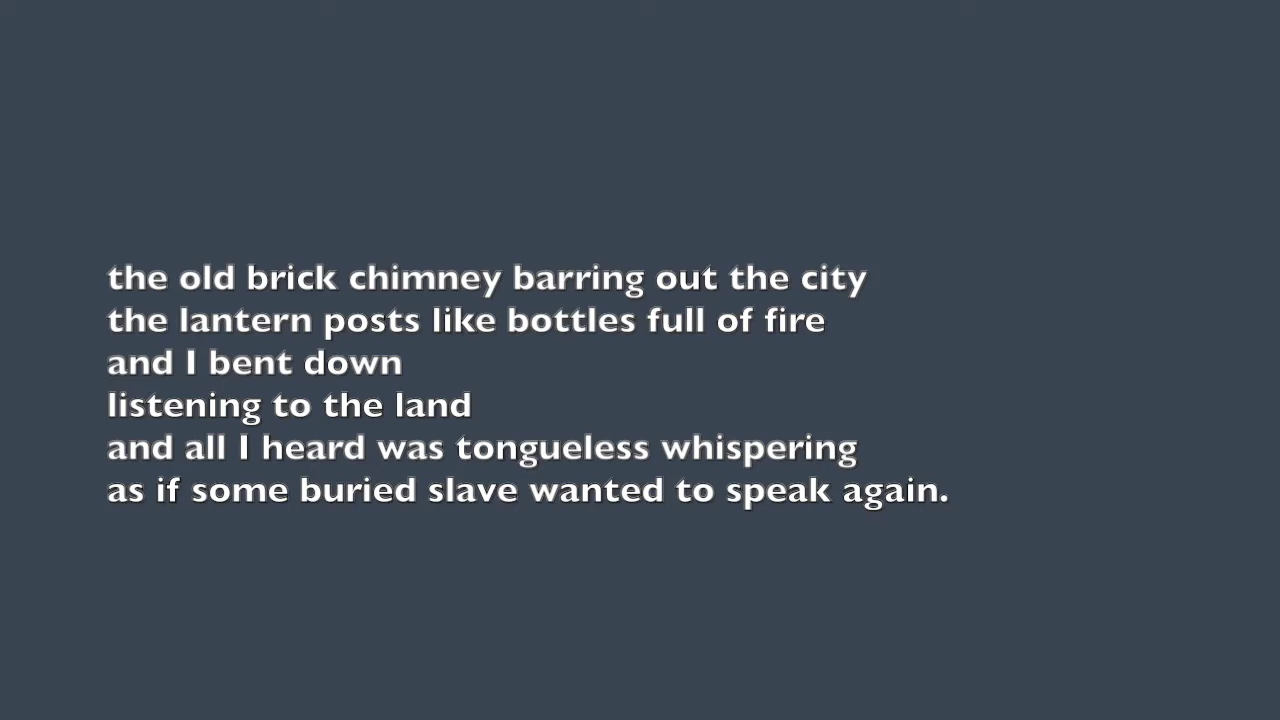 the old brick chimney barring out the city
the lantern posts like bottles full of fire
and I bent down
listening to the land
and all I heard was tongueless whispering
as if some buried slave wanted to speak again.